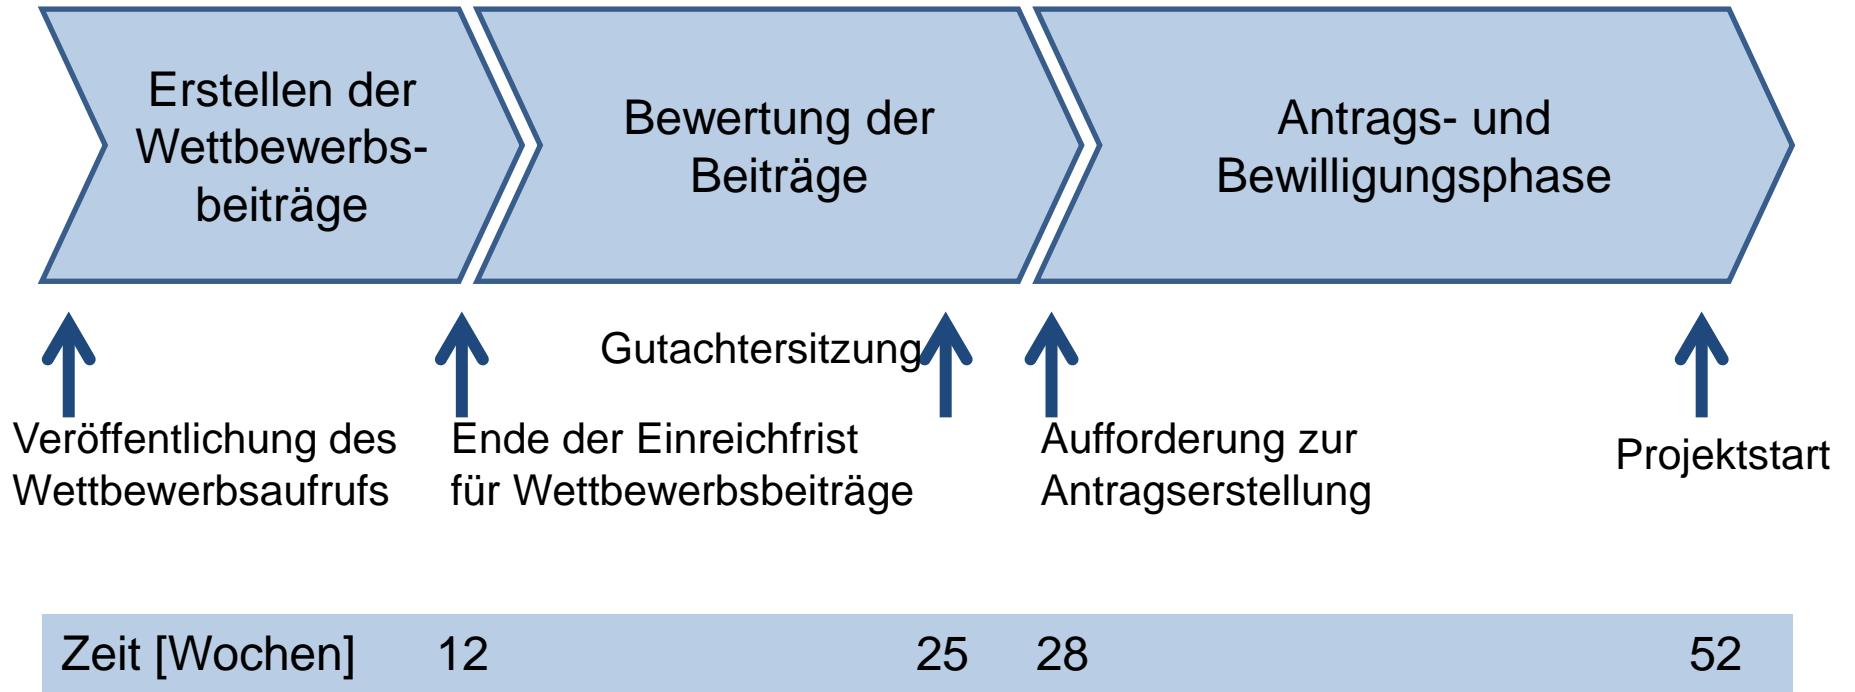 Erstellen der
Wettbewerbs-
beiträge
Bewertung der
Beiträge
Antrags- und
Bewilligungsphase
Gutachtersitzung
Veröffentlichung des
Wettbewerbsaufrufs
Ende der Einreichfrist
für Wettbewerbsbeiträge
Aufforderung zur
Antragserstellung
Projektstart
Zeit [Wochen] 12 25 28 52